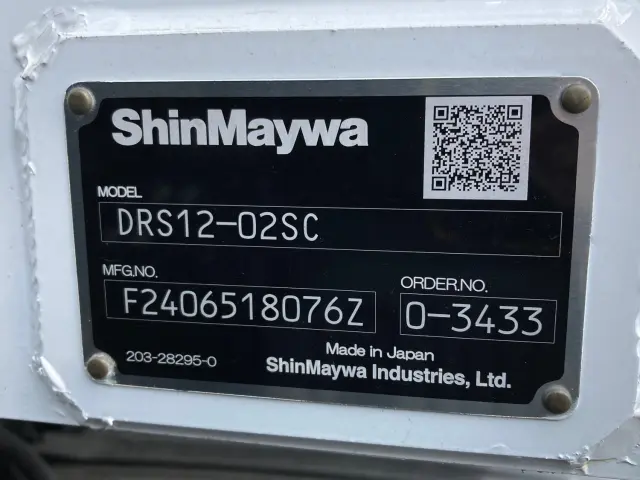 ShinMaywa
MODEL
DRS12-02SC
MFG.NO.
F2406518076Z
ORDER.NO.
0-3433
203-28295-0
Made in Japan
ShinMaywa Industries, Ltd.